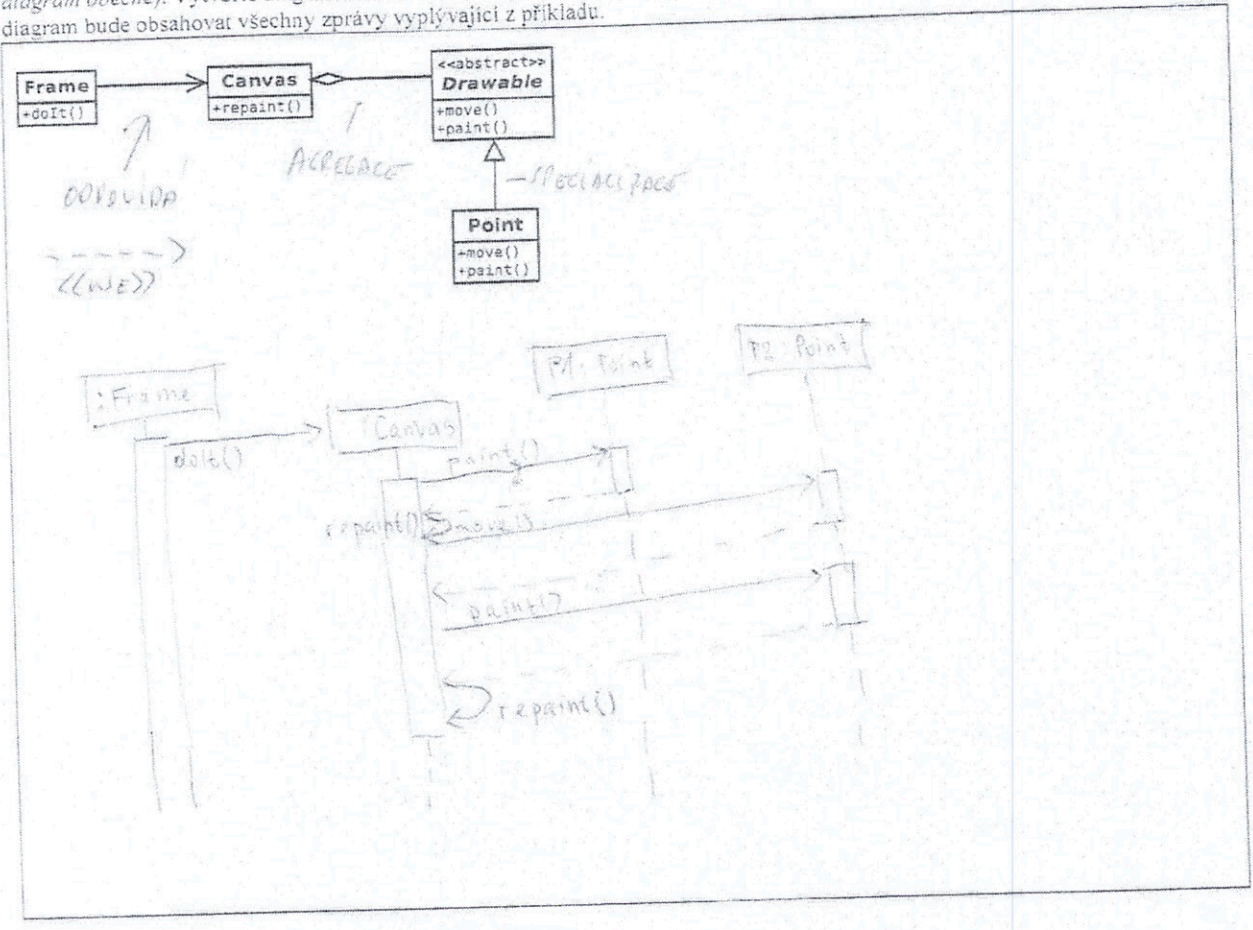 diagram bude obsahovat všechny zprávy vyplývající z příkladu.
Frame
+doIt()
Canvas
+repaint()
<<abstract>>
Drawable
+move()
+paint()
AGREGACE
ODPOVÍDÁ
<<USE>>
- SPECIALIZACE
Point
+move()
+paint()
:Frame
:Canvas
P1: Point
P2: Point
doIt()
paint()
repaint()
move()
paint()
repaint()